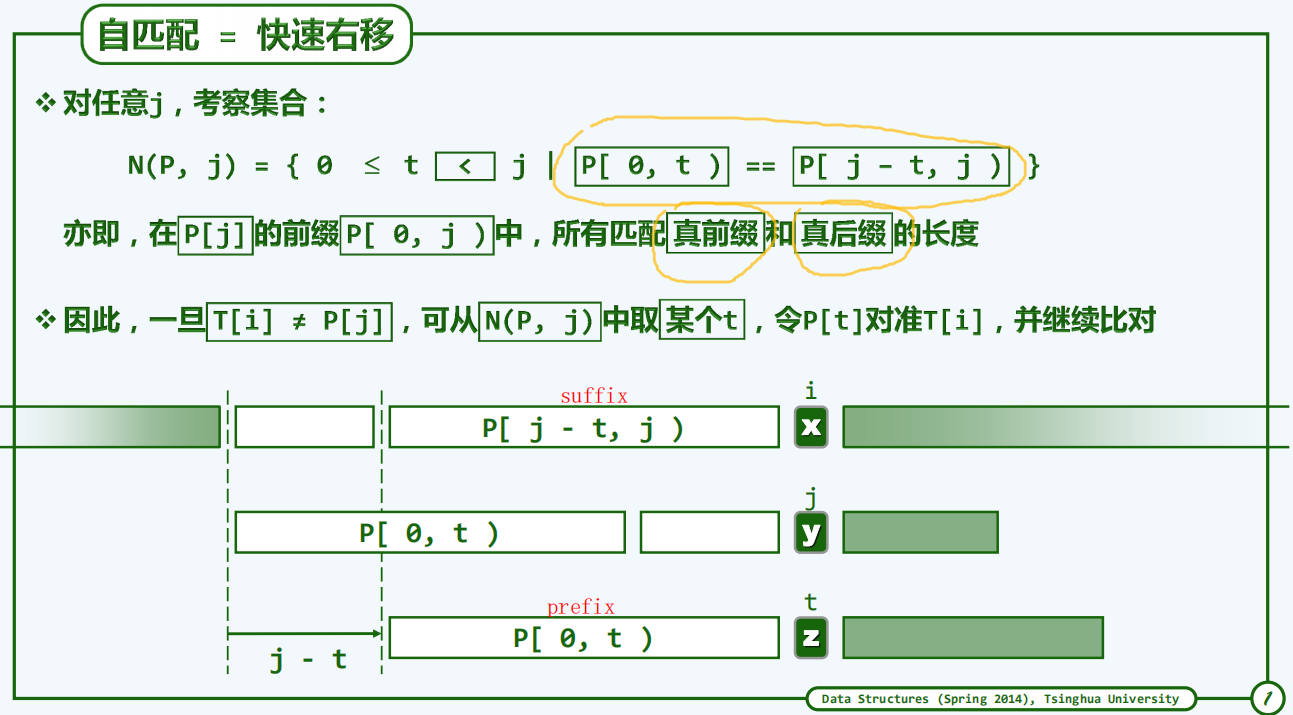 自匹配 = 快速右移
❖ 对任意j，考察集合：
N(P, j) = { 0 ≤ t < j | P[ 0, t ) == P[ j – t, j ) }
亦即，在P[j]的前缀P[ 0, j )中，所有匹配真前缀和真后缀的长度
❖ 因此，一旦T[i] ≠ P[j]，可从N(P, j)中取某个t，令P[t]对准T[i]，并继续比对
suffix i
P[ j - t, j ) x
j
P[ 0, t ) y
prefix t
P[ 0, t ) z
j - t
Data Structures (Spring 2014), Tsinghua University 1